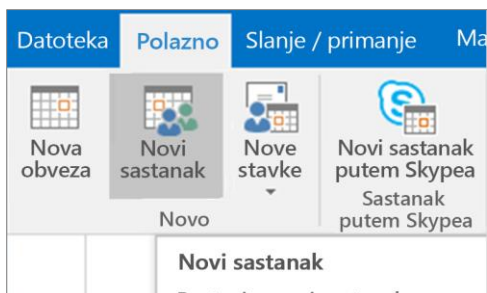 Datoteka Polazno Slanje / primanje
Nova obveza
Novi sastanak
Nove stavke
Novi sastanak putem Skypea
Novo
Sastanak putem Skypea
Novi sastanak